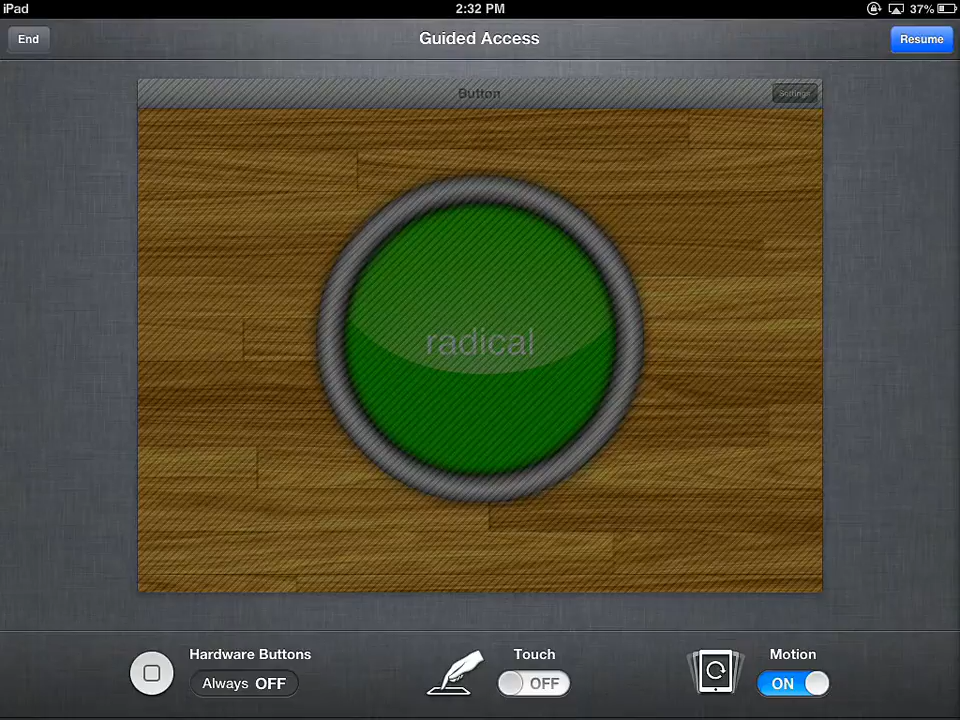 iPad 2:32 PM 37%
End Guided Access Resume
Button Settings
radical
Hardware Buttons Touch Motion
Always OFF OFF ON